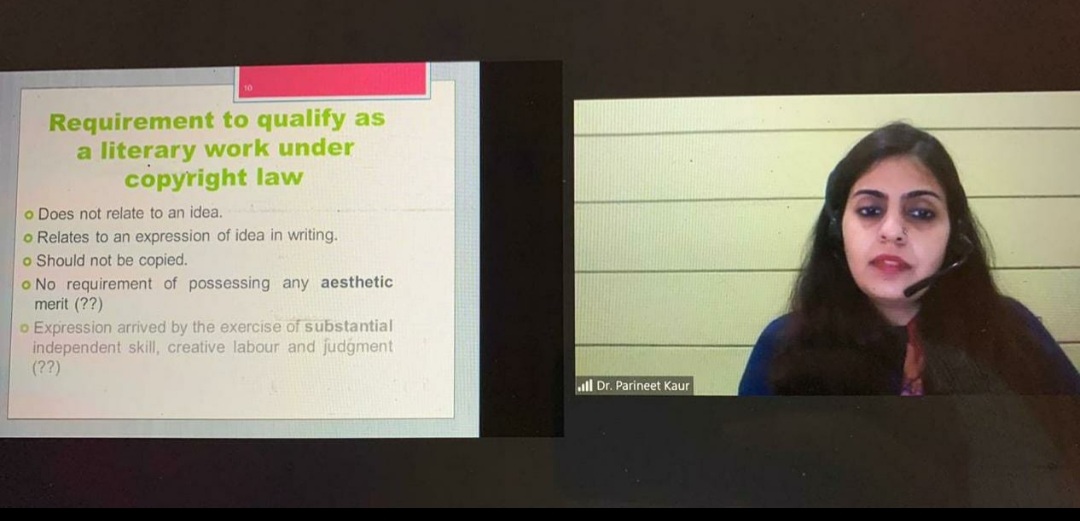 10
Requirement to qualify as
a literary work under
copyright law
Does not relate to an idea.
Relates to an expression of idea in writing.
Should not be copied.
No requirement of possessing any aesthetic
merit (??)
Expression arrived by the exercise of substantial
independent skill, creative labour and judgment
(??)
Dr. Parineet Kaur